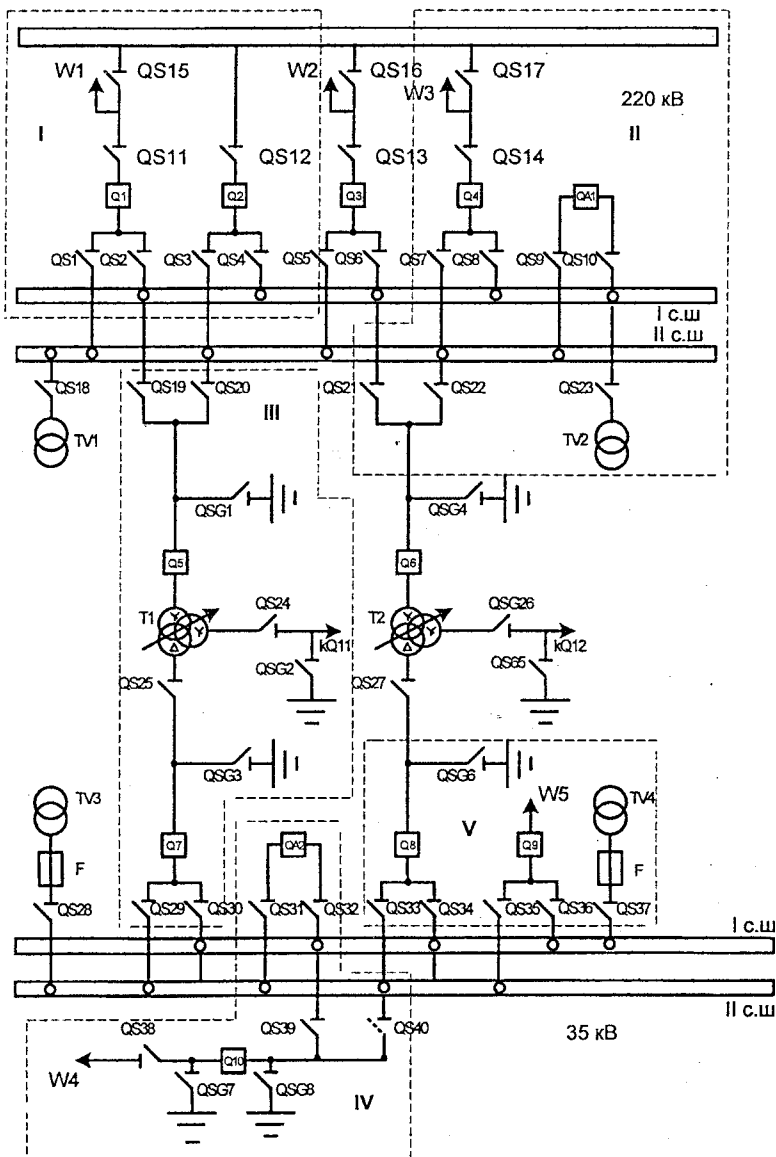 W1 QS15 W2 QS16 W3 QS17
220 кВ
I II
QS11 QS12 QS13 QS14
Q1 Q2 Q3 Q4 QA1
QS1 QS2 QS3 QS4 QS5 QS6 QS7 QS8 QS9 QS10
I с.ш
II с.ш
QS18 QS19 QS20 QS21 QS22 QS23
III
TV1 TV2
QSG1 QSG4
Q5 Q6
T1 QS24 T2 QSG26
Y Y Δ Y Y Δ
kQ11 kQ12
QSG2 QS65
QS25 QS27
QSG3 QSG6
TV3 W5 TV4
V
F Q7 QA2 Q8 Q9 F
QS28 QS29 QS30 QS31 QS32 QS33 QS34 QS35 QS36 QS37
I с.ш
II с.ш
QS38 QS39 QS40 35 кВ
W4 Q10
QSG7 QSG8 IV